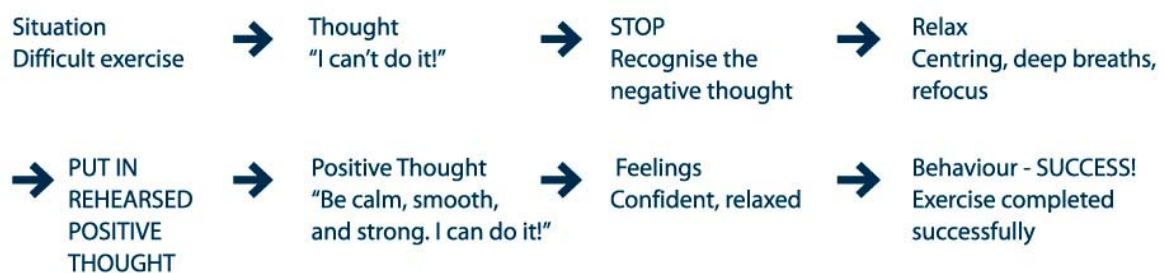 Situation
Difficult exercise
Thought
“I can’t do it!”
STOP
Recognise the
negative thought
Relax
Centring, deep breaths,
refocus
PUT IN
REHEARSED
POSITIVE
THOUGHT
Positive Thought
“Be calm, smooth,
and strong. I can do it!”
Feelings
Confident, relaxed
Behaviour - SUCCESS!
Exercise completed
successfully